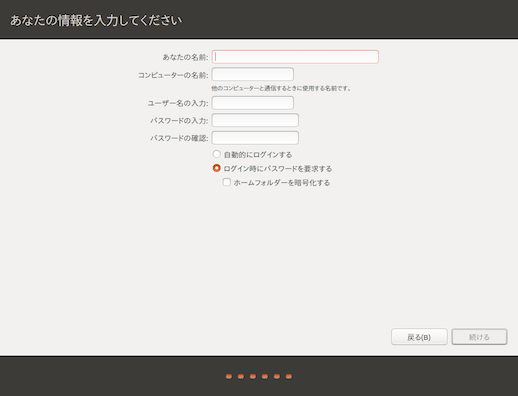 あなたの情報を入力してください
あなたの名前:
コンピューターの名前:
他のコンピューターと通信するときに使用する名前です。
ユーザー名の入力:
パスワードの入力:
パスワードの確認:
自動的にログインする
ログイン時にパスワードを要求する
ホームフォルダーを暗号化する
戻る(B) 続ける